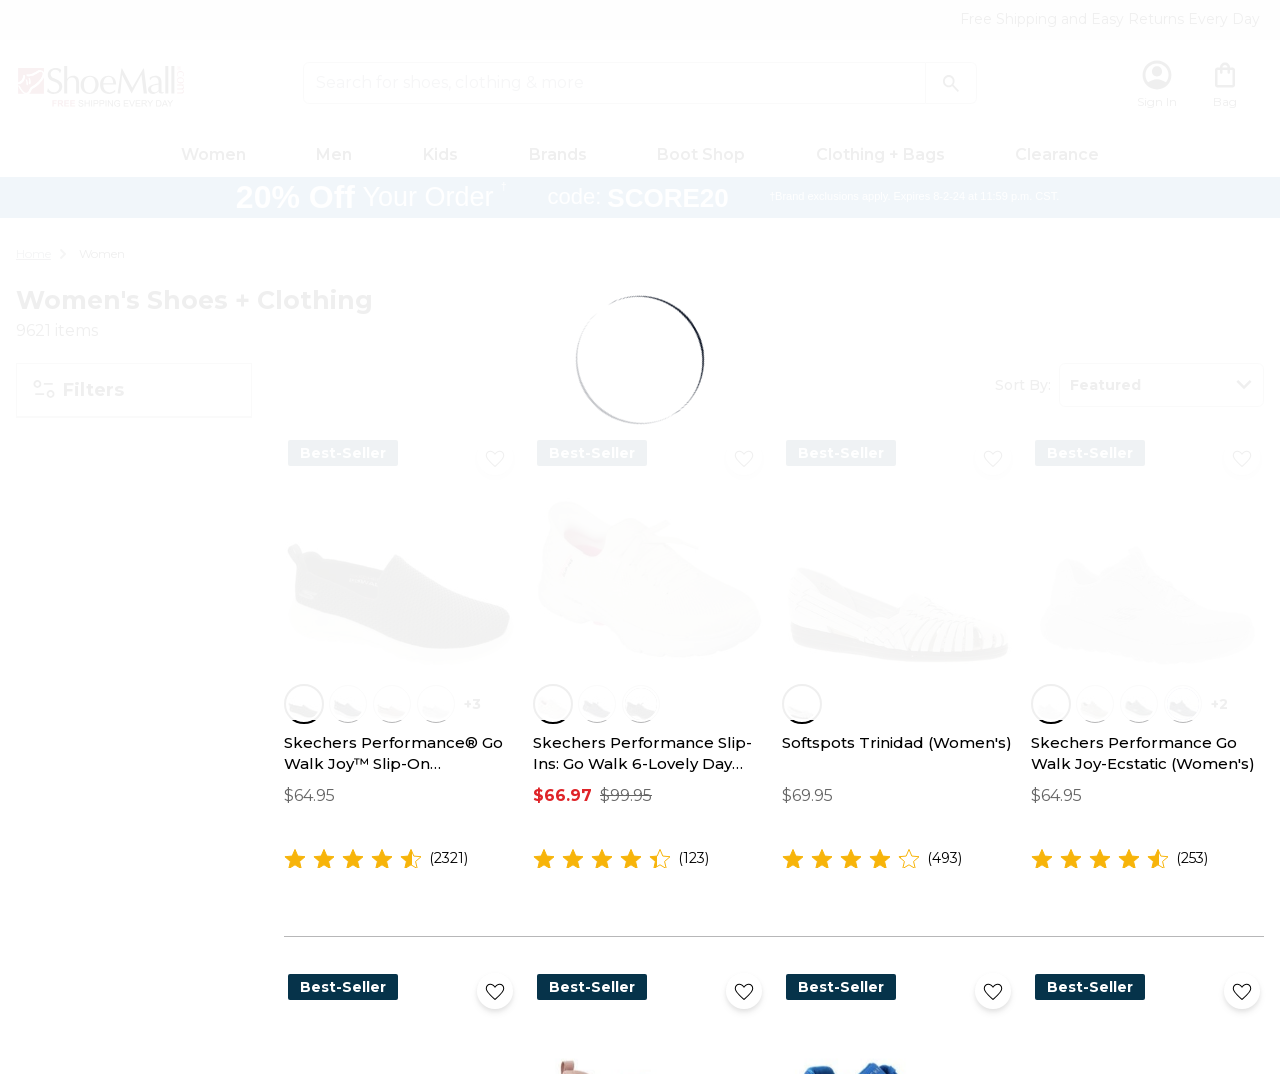 Free Shipping and Easy Returns Every Day
ShoeMall
FREE SHIPPING EVERY DAY
Search for shoes, clothing & more
Sign In
Bag
Women
Men
Kids
Brands
Boot Shop
Clothing + Bags
Clearance
20% Off Your Order† code: SCORE20 †Brand exclusions apply. Expires 6-2-24 at 11:59 p.m. CST.
Home
Women
Women's Shoes + Clothing
9621 items
Filters
Sort By:
Featured
Best-Seller
Best-Seller
Best-Seller
Best-Seller
+3
+2
Skechers Performance® Go
Walk Joy™ Slip-On…
$64.95
(2321)
Skechers Performance Slip-
Ins: Go Walk 6-Lovely Day…
$66.97 $99.95
(123)
Softspots Trinidad (Women's)
$69.95
(493)
Skechers Performance Go
Walk Joy-Ecstatic (Women's)
$64.95
(253)
Best-Seller
Best-Seller
Best-Seller
Best-Seller